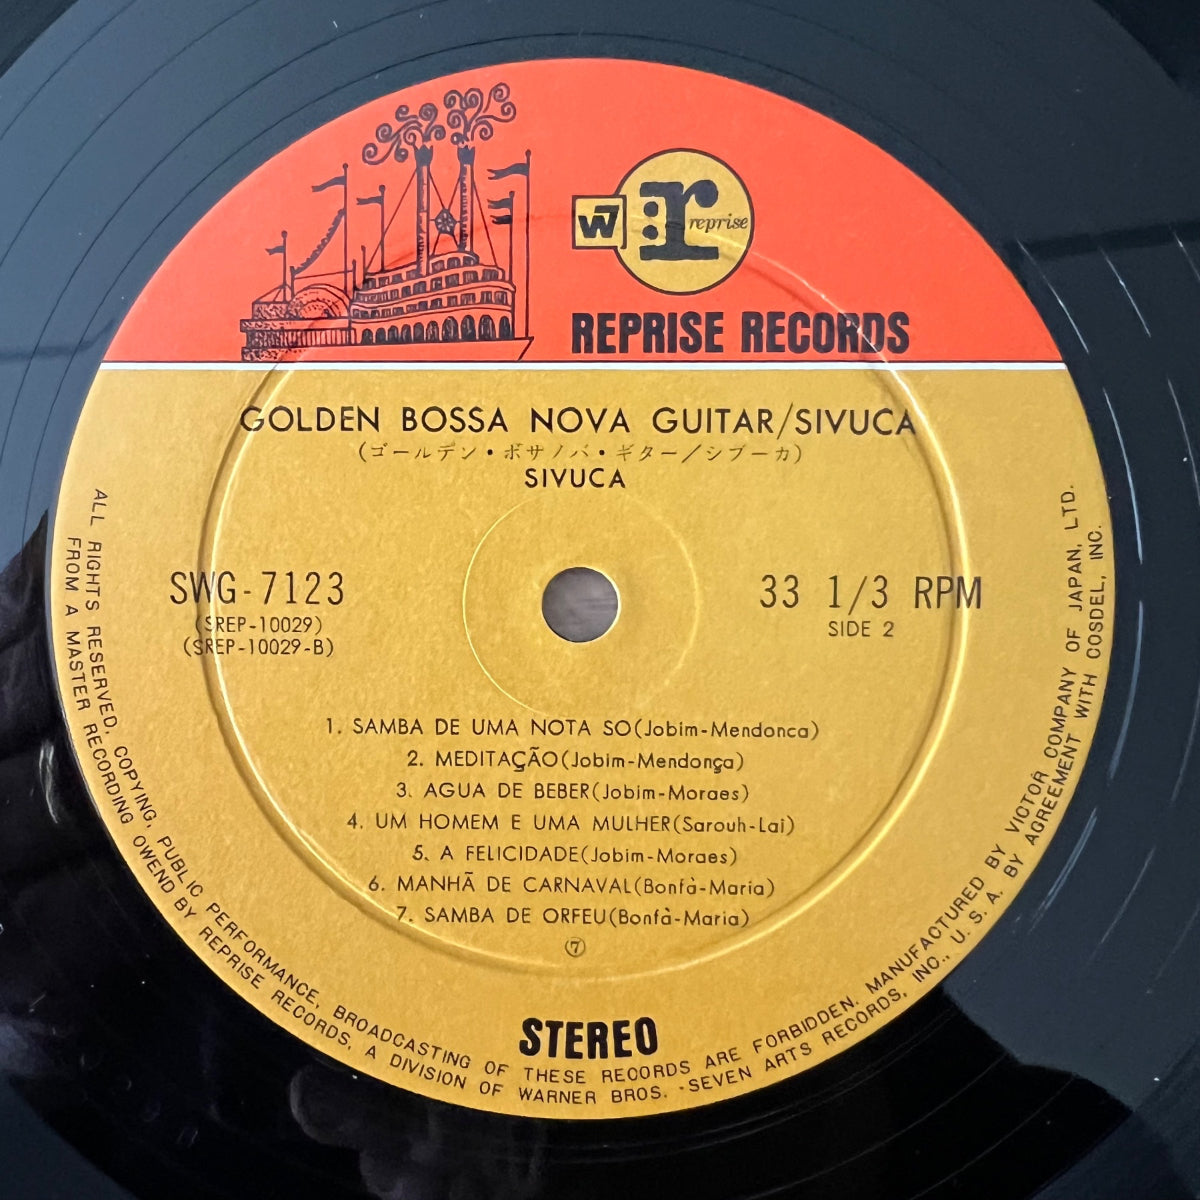 W7
r:
reprise
REPRISE RECORDS
GOLDEN BOSSA NOVA GUITAR/SIVUCA
(ゴールデン・ボサノバ・ギター/シブーカ)
SIVUCA
SWG-7123
(SREP-10029)
(SREP-10029-B)
33 1/3 RPM
SIDE 2
1. SAMBA DE UMA NOTA SO(Jobim-Mendonca)
2. MEDITAÇÃO(Jobim-Mendonça)
3. AGUA DE BEBER(Jobim-Moraes)
4. UM HOMEM E UMA MULHER(Sarouh-Lai)
5. A FELICIDADE(Jobim-Moraes)
6. MANHÃ DE CARNAVAL(Bonfà-Maria)
7. SAMBA DE ORFEU(Bonfà-Maria)
⑦
STEREO
ALL RIGHTS RESERVED, COPYING, PUBLIC PERFORMANCE, BROADCASTING OF THESE RECORDS ARE FORBIDDEN. MANUFACTURED BY VICTOR COMPANY OF JAPAN, LTD.
FROM A MASTER RECORDING OWEND BY REPRISE RECORDS, A DIVISION OF WARNER BROS. -SEVEN ARTS RECORDS, INC., U. S. A. BY AGREEMENT WITH COSDEL, INC.